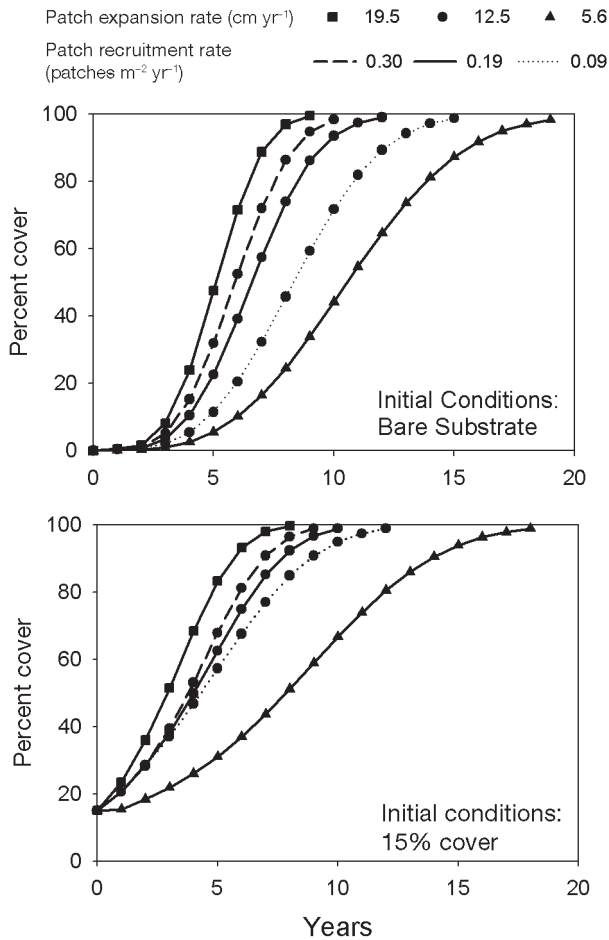 Patch expansion rate (cm yr⁻¹) 19.5 12.5 5.6
Patch recruitment rate
(patches m⁻² yr⁻¹) 0.30 0.19 0.09
100
80
60
40
20
0
Percent cover
Initial Conditions:
Bare Substrate
0 5 10 15 20
100
80
60
40
20
0
Percent cover
Initial conditions:
15% cover
0 5 10 15 20
Years